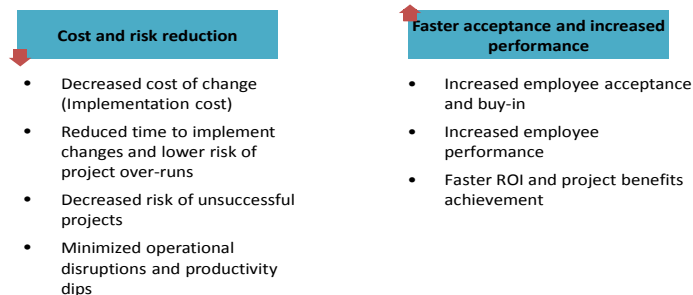 Cost and risk reduction
• Decreased cost of change
(Implementation cost)
• Reduced time to implement
changes and lower risk of
project over-runs
• Decreased risk of unsuccessful
projects
• Minimized operational
disruptions and productivity
dips
Faster acceptance and increased
performance
• Increased employee acceptance
and buy-in
• Increased employee
performance
• Faster ROI and project benefits
achievement